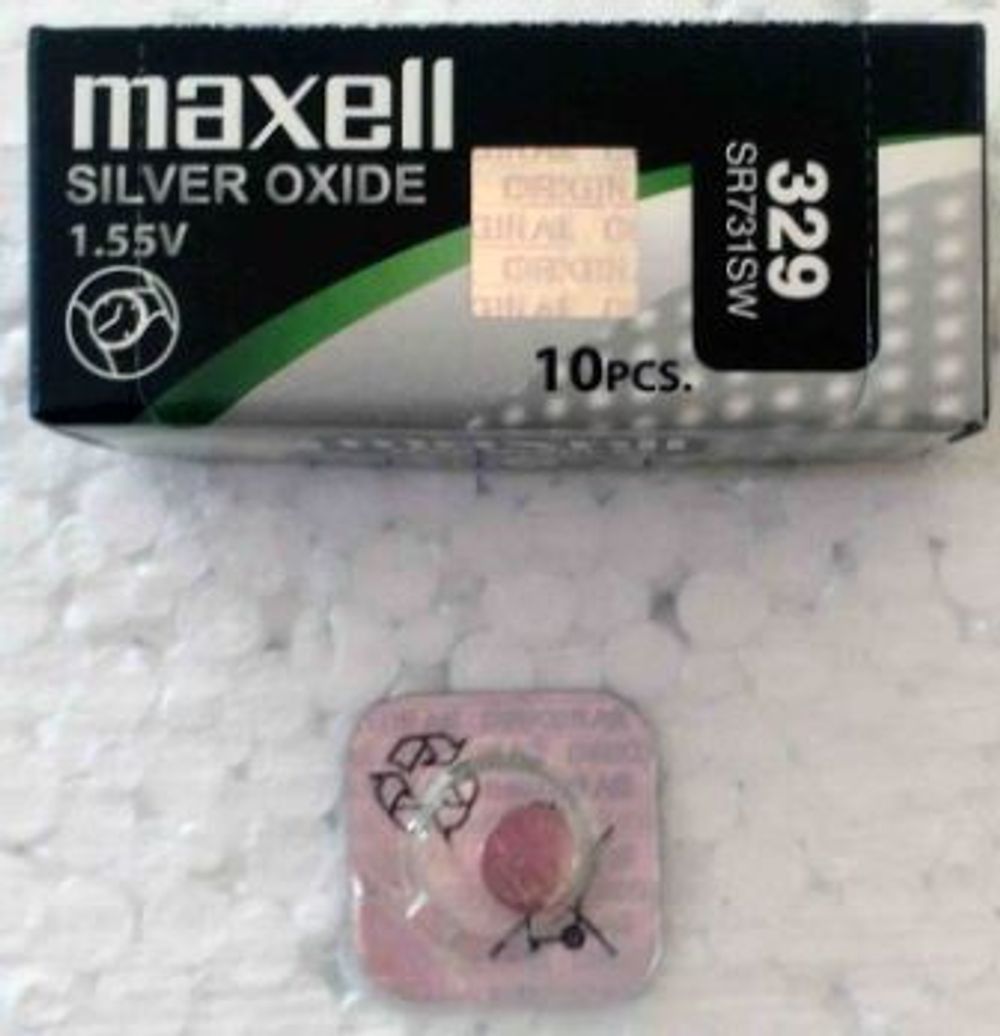 maxell
SILVER OXIDE
1.55V
10PCS.
329
SR731SW